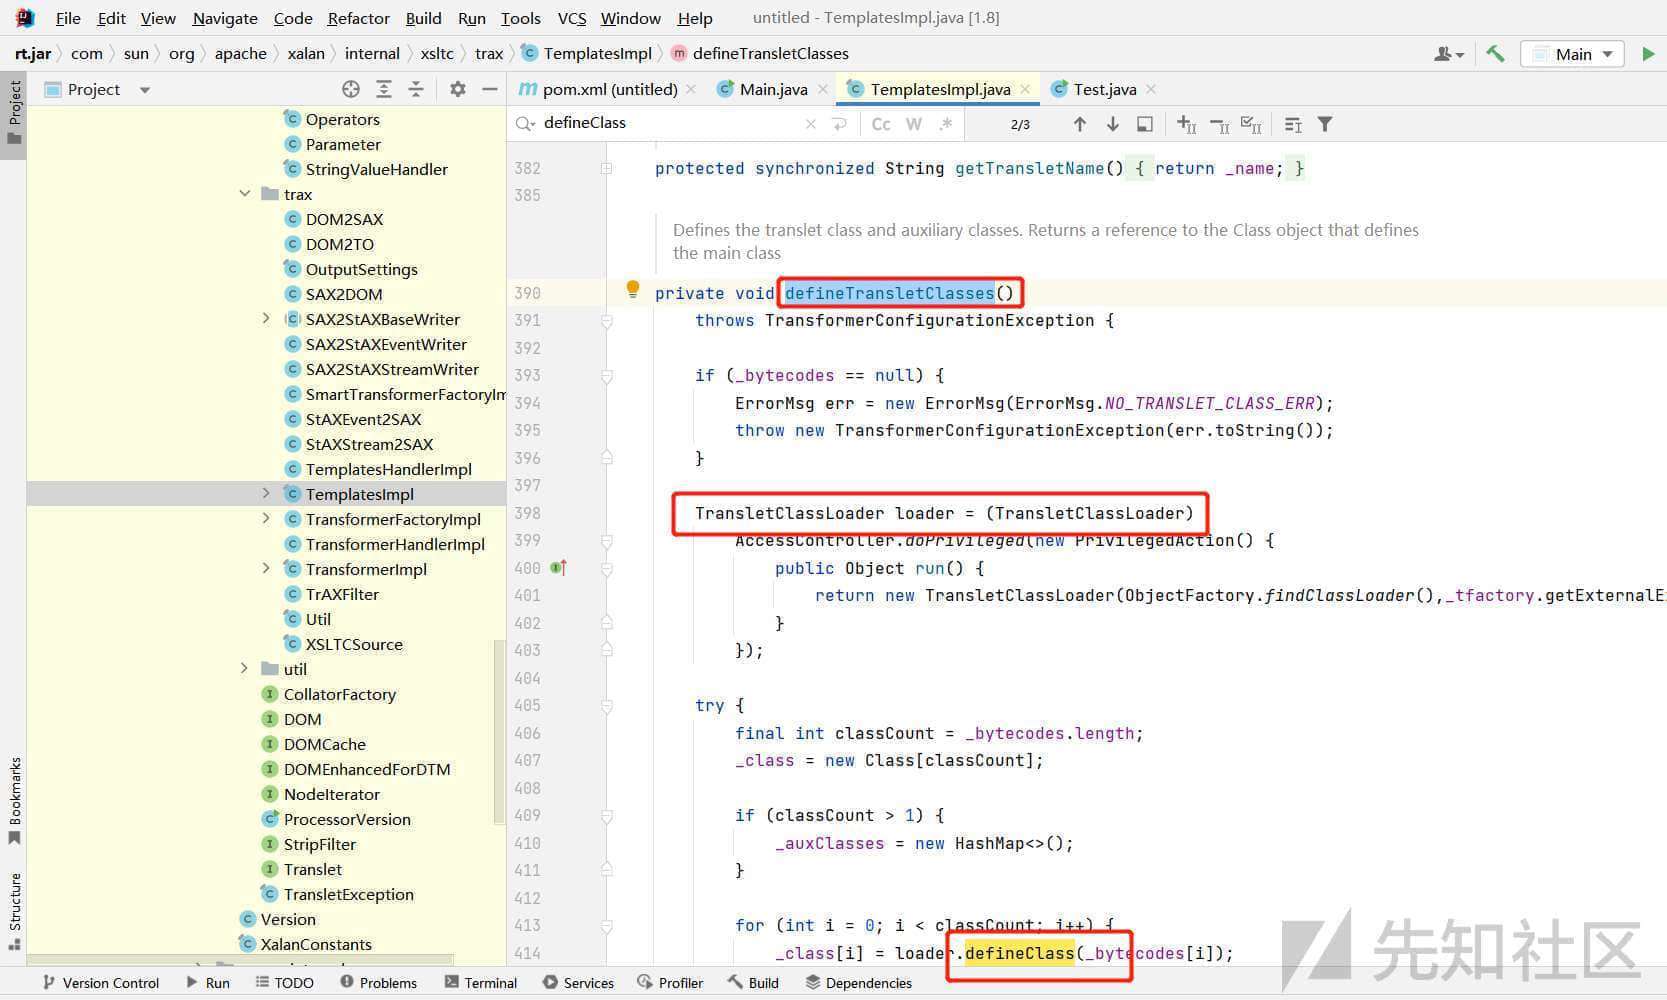 File Edit View Navigate Code Refactor Build Run Tools VCS Window Help untitled - TemplatesImpl.java [1.8]
rt.jar com sun org apache xalan internal xsltc trax TemplatesImpl defineTransletClasses Main
Project
Project
pom.xml (untitled) Main.java TemplatesImpl.java Test.java
defineClass Cc W .* 2/3
Operators
Parameter
StringValueHandler
trax
DOM2SAX
DOM2TO
OutputSettings
SAX2DOM
SAX2StAXBaseWriter
SAX2StAXEventWriter
SAX2StAXStreamWriter
SmartTransformerFactoryIm
StAXEvent2SAX
StAXStream2SAX
TemplatesHandlerImpl
TemplatesImpl
TransformerFactoryImpl
TransformerHandlerImpl
TransformerImpl
TrAXFilter
Util
XSLTCSource
util
CollatorFactory
DOM
DOMCache
DOMEnhancedForDTM
NodeIterator
ProcessorVersion
StripFilter
Translet
TransletException
Version
XalanConstants
Bookmarks
Structure
382 protected synchronized String getTransletName() { return _name; }
385
Defines the translet class and auxiliary classes. Returns a reference to the Class object that defines
the main class
390 private void defineTransletClasses()
391 throws TransformerConfigurationException {
392
393 if (_bytecodes == null) {
394 ErrorMsg err = new ErrorMsg(ErrorMsg.NO_TRANSLET_CLASS_ERR);
395 throw new TransformerConfigurationException(err.toString());
396 }
397
398 TransletClassLoader loader = (TransletClassLoader)
399 AccessController.doPrivileged(new PrivilegedAction() {
400 public Object run() {
401 return new TransletClassLoader(ObjectFactory.findClassLoader(),_tfactory.getExternalE
402 }
403 });
404
405 try {
406 final int classCount = _bytecodes.length;
407 _class = new Class[classCount];
408
409 if (classCount > 1) {
410 _auxClasses = new HashMap<>();
411 }
412
413 for (int i = 0; i < classCount; i++) {
414 _class[i] = loader.defineClass(_bytecodes[i]);
先知社区
Version Control Run TODO Problems Terminal Services Profiler Build Dependencies